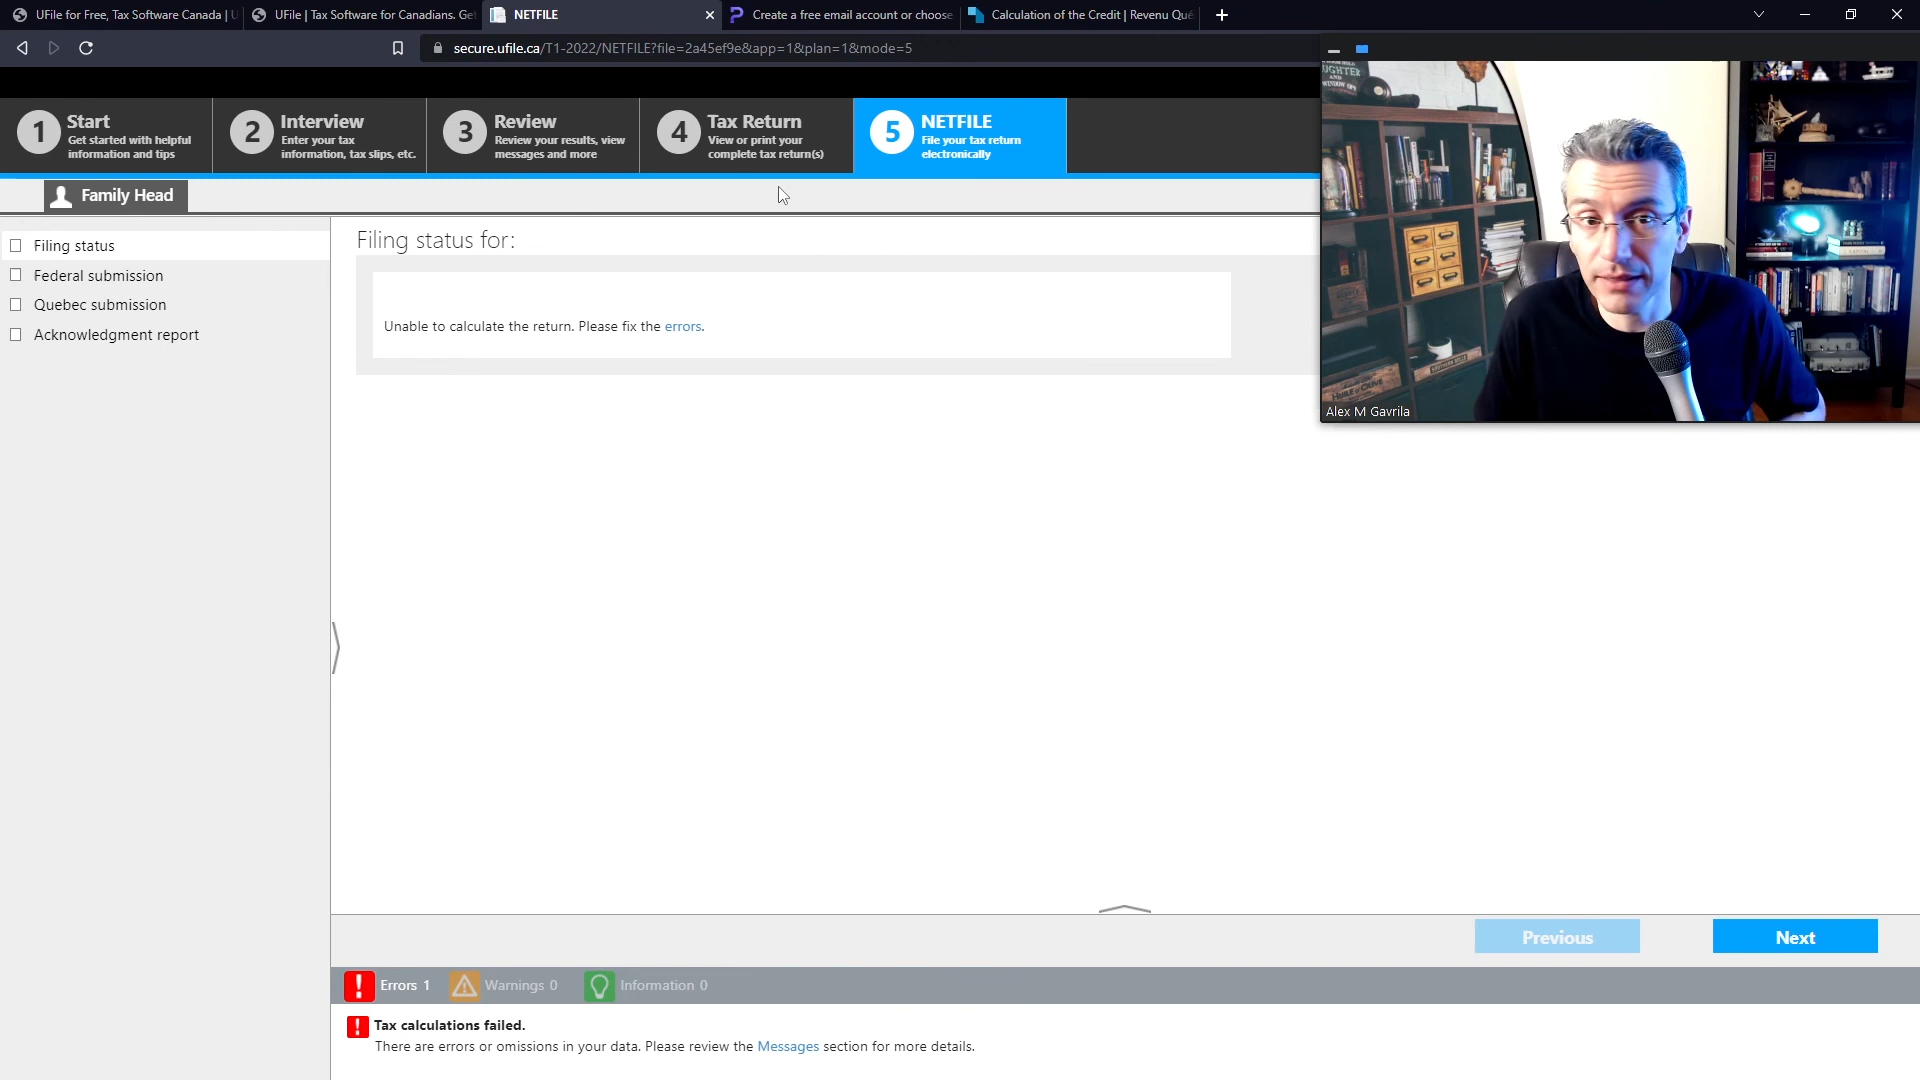 UFile for Free, Tax Software Canada | U
UFile | Tax Software for Canadians. Get
NETFILE
Create a free email account or choose
Calculation of the Credit | Revenu Qué
secure.ufile.ca/T1-2022/NETFILE?file=2a45ef9e&app=1&plan=1&mode=5
1
Start
Get started with helpful
information and tips
2
Interview
Enter your tax
information, tax slips, etc.
3
Review
Review your results, view
messages and more
4
Tax Return
View or print your
complete tax return(s)
5
NETFILE
File your tax return
electronically
Family Head
Filing status
Federal submission
Quebec submission
Acknowledgment report
Filing status for:
Unable to calculate the return. Please fix the errors.
AND
WINDOW OFF
Alex M Gavrila
Previous
Next
Errors 1
Warnings 0
Information 0
Tax calculations failed.
There are errors or omissions in your data. Please review the Messages section for more details.